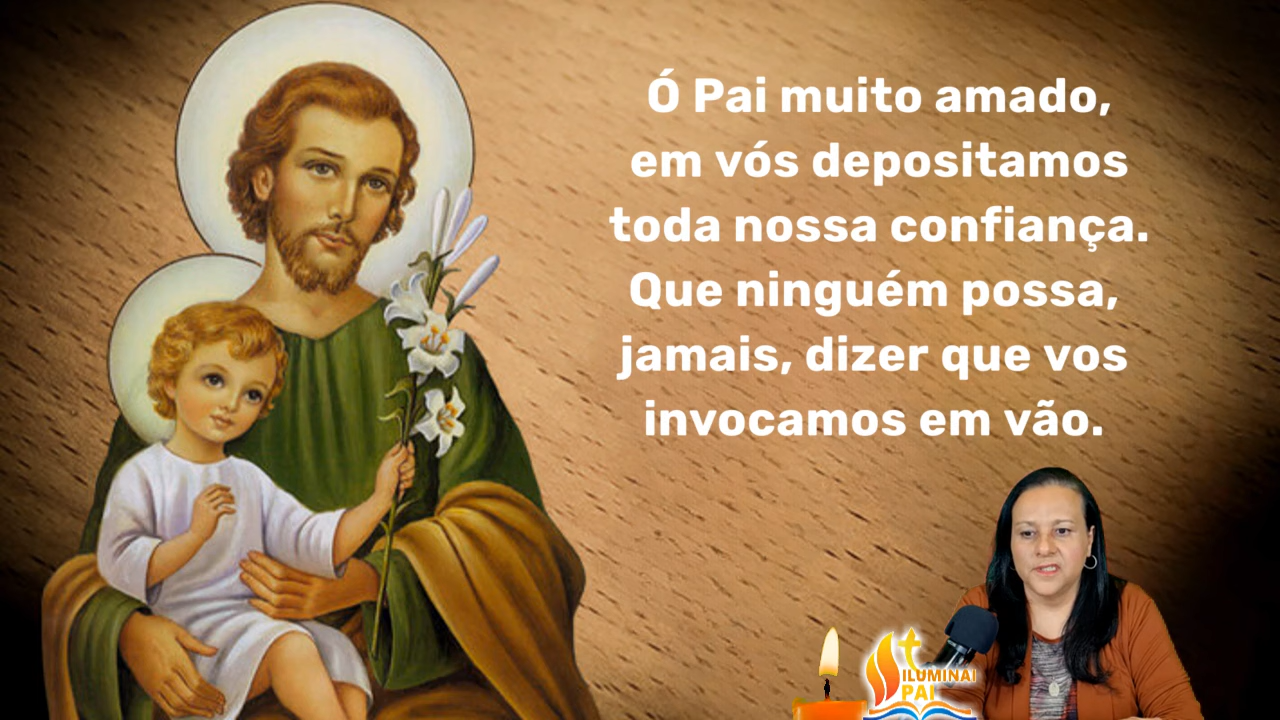 Ó Pai muito amado,
em vós depositamos
toda nossa confiança.
Que ninguém possa,
jamais, dizer que vos
invocamos em vão.
ILUMINAI
PAI